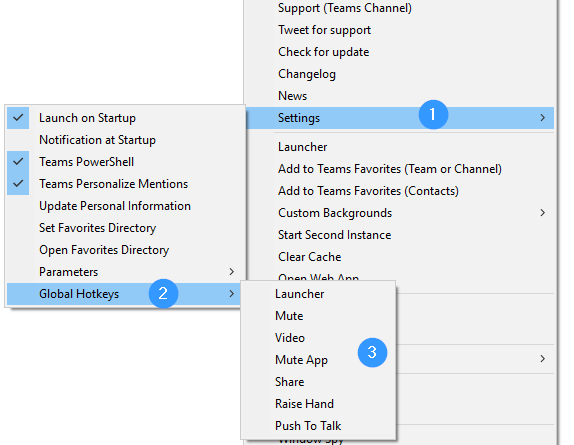 Support (Teams Channel)
Tweet for support
Check for update
Changelog
News
Settings
1
Launcher
Add to Teams Favorites (Team or Channel)
Add to Teams Favorites (Contacts)
Custom Backgrounds
Start Second Instance
Clear Cache
Open Web App
Launch on Startup
Notification at Startup
Teams PowerShell
Teams Personalize Mentions
Update Personal Information
Set Favorites Directory
Open Favorites Directory
Parameters
Global Hotkeys
2
Launcher
Mute
Video
Mute App
3
Share
Raise Hand
Push To Talk
Window Spy